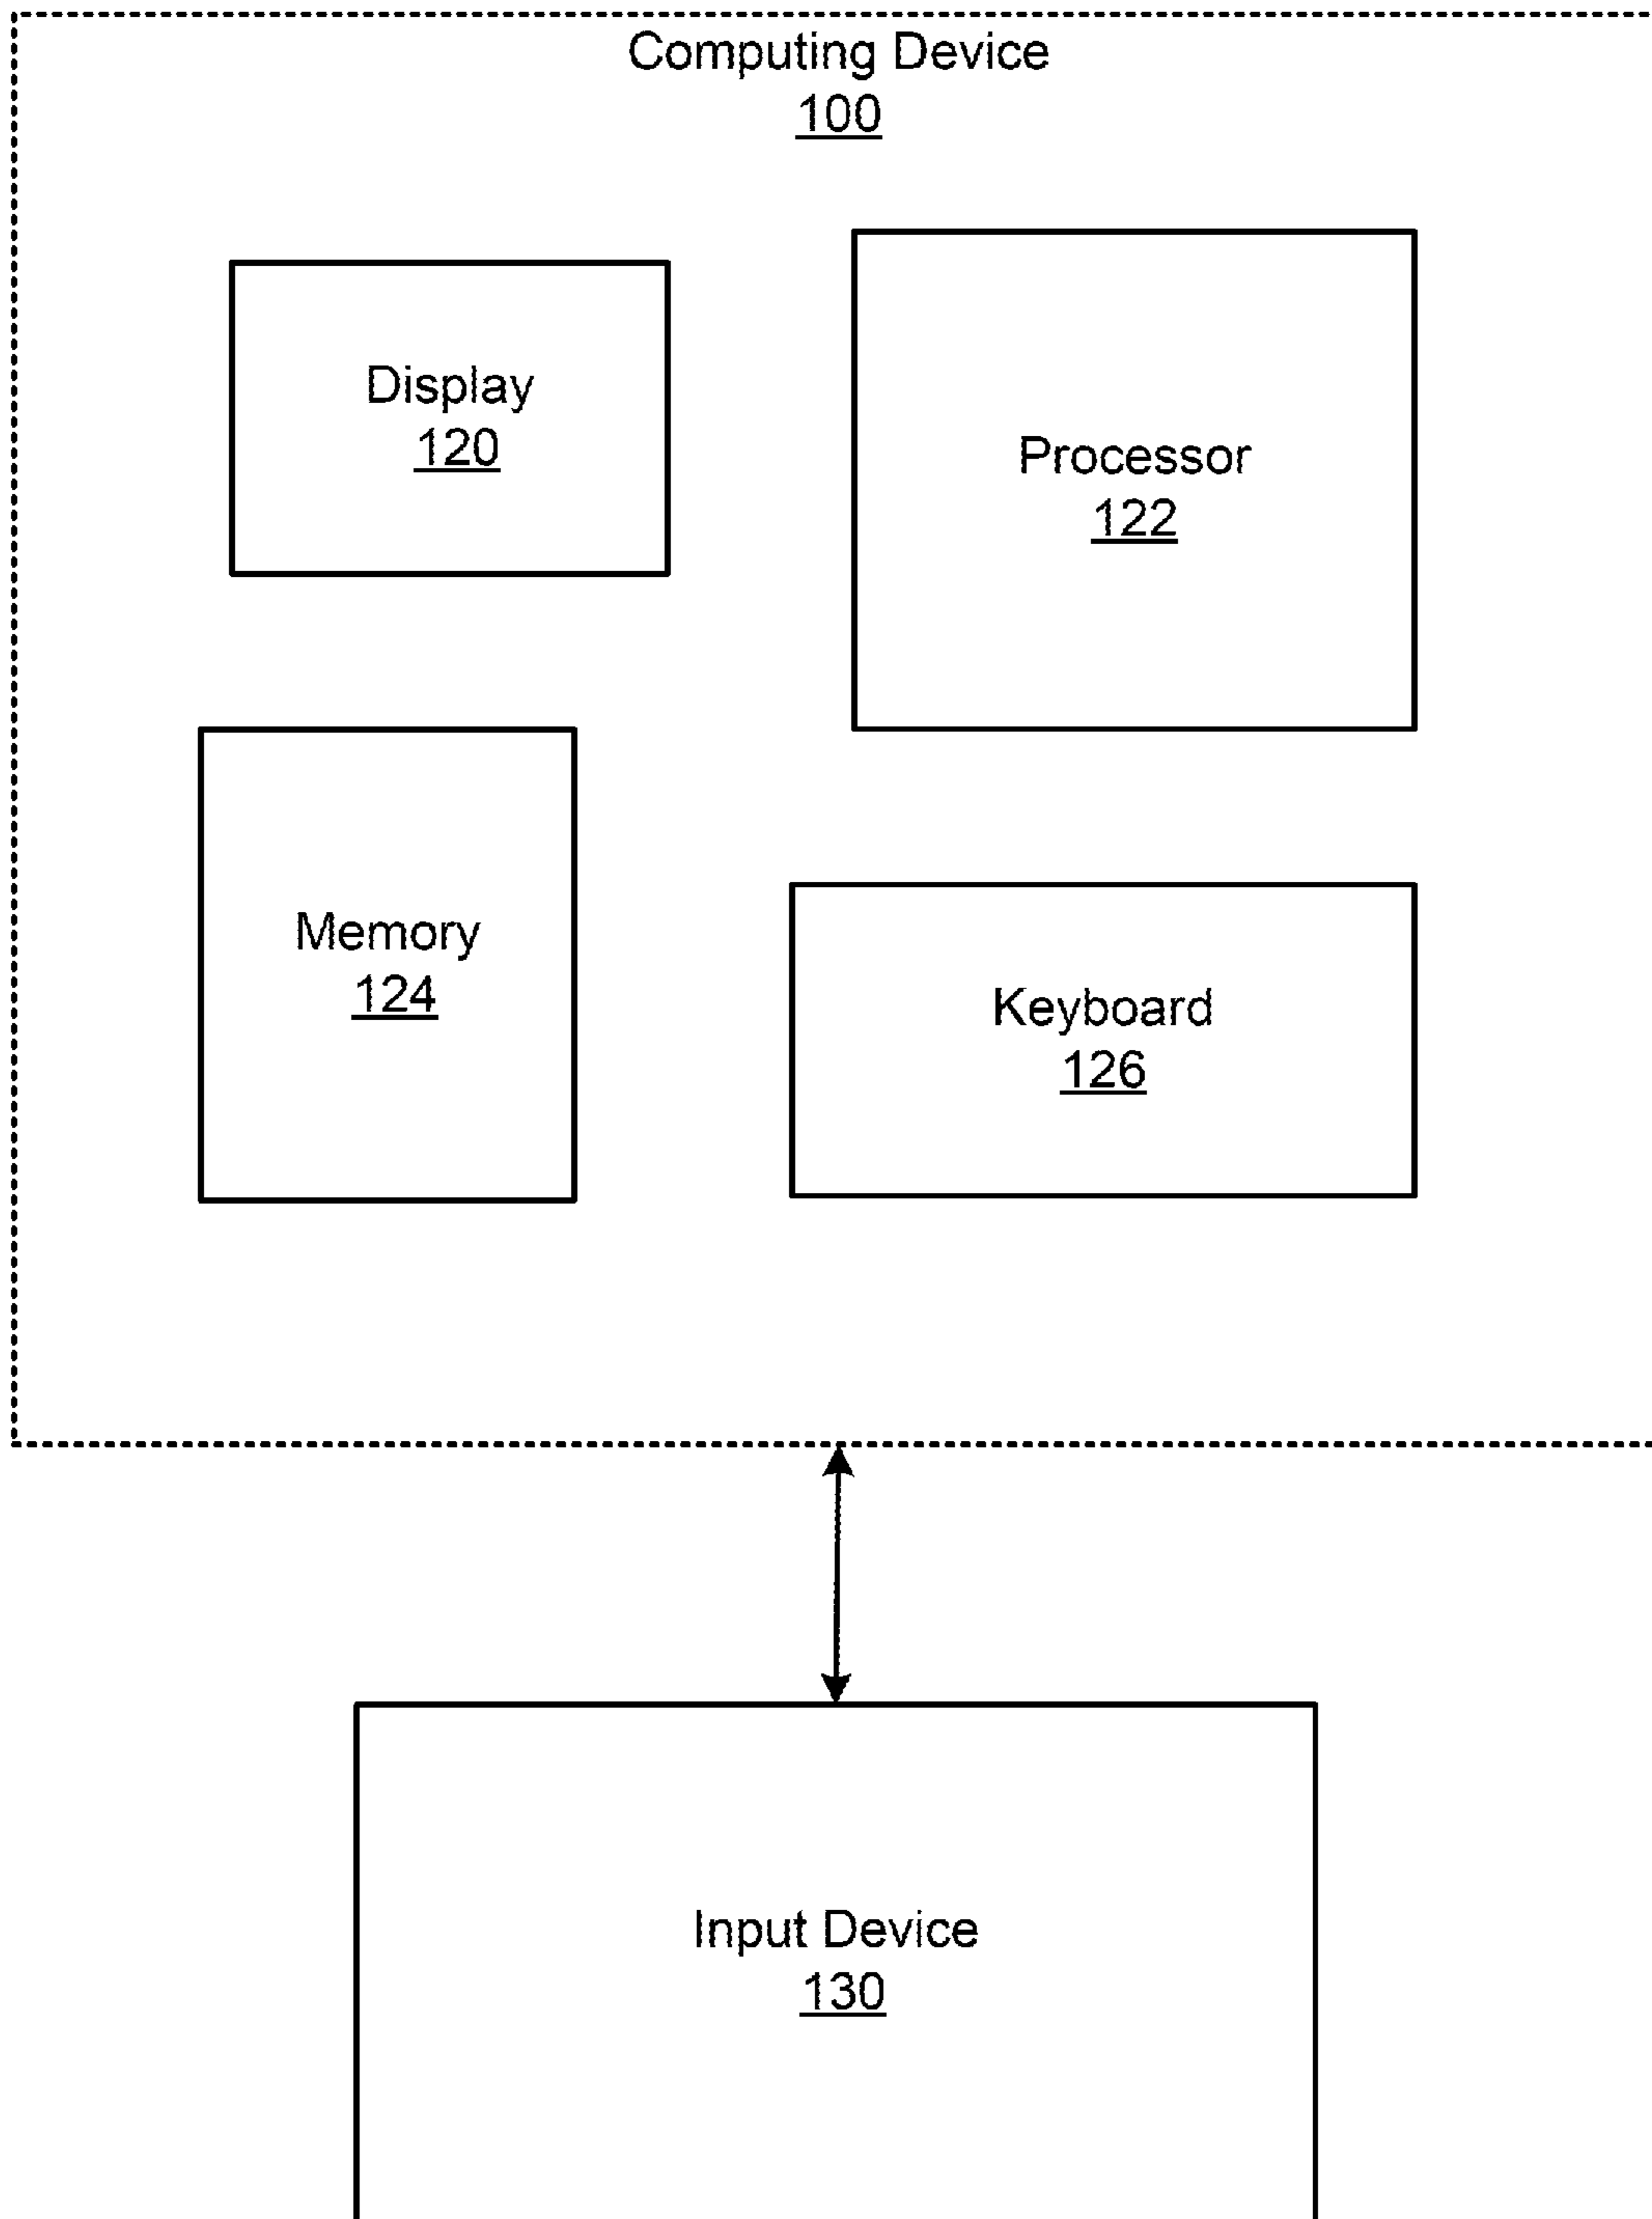 Computing Device
100
Display
120
Processor
122
Memory
124
Keyboard
126
Input Device
130